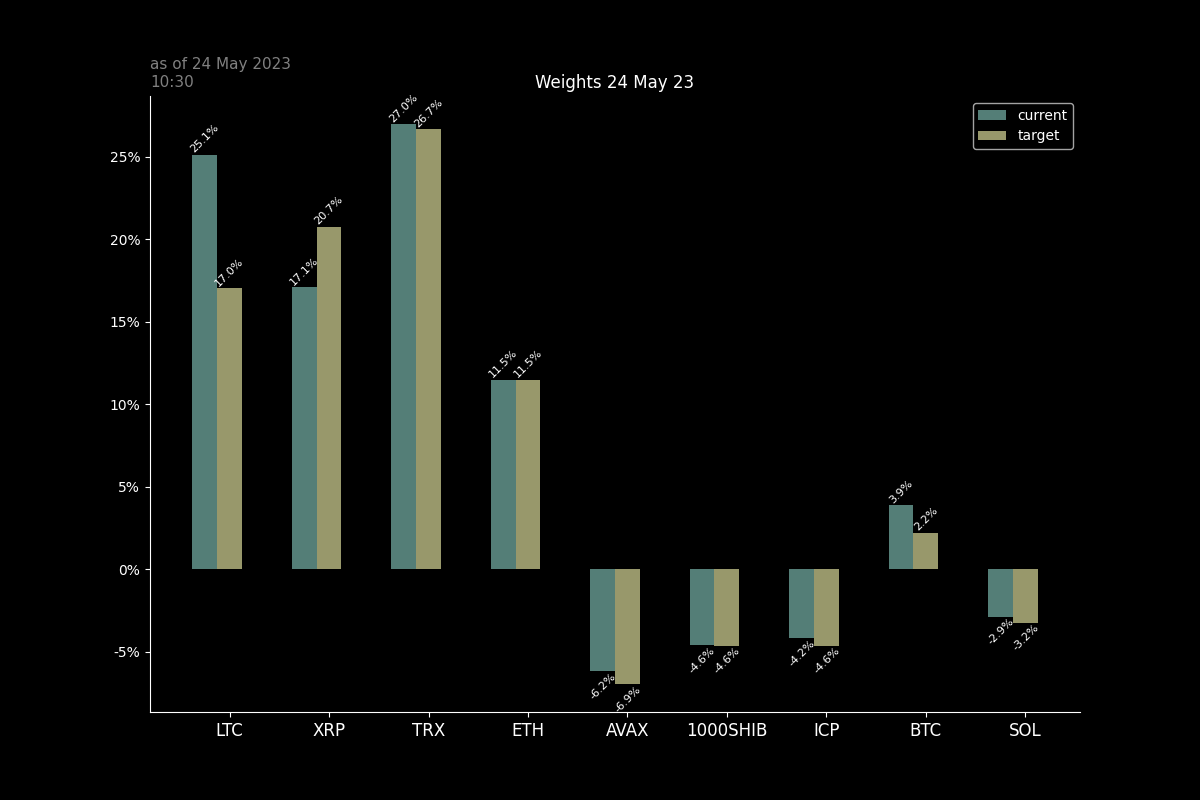 as of 24 May 2023
10:30
Weights 24 May 23
current
target
25%
20%
15%
10%
5%
0%
-5%
25.1%
17.0%
17.1%
20.7%
27.0%
26.7%
11.5%
11.5%
-6.2%
-6.9%
-4.6%
-4.6%
-4.2%
-4.6%
3.9%
2.2%
-2.9%
-3.2%
LTC
XRP
TRX
ETH
AVAX
1000SHIB
ICP
BTC
SOL